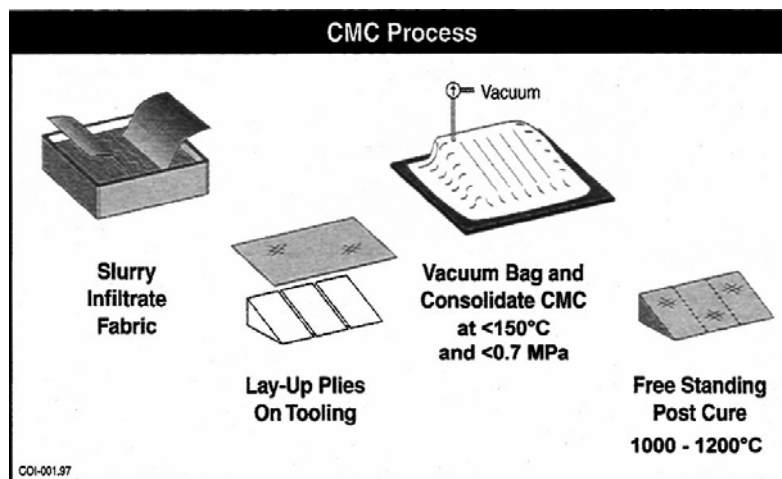 CMC Process
Vacuum
Slurry
Infiltrate
Fabric
Lay-Up Plies
On Tooling
Vacuum Bag and
Consolidate CMC
at <150°C
and <0.7 MPa
Free Standing
Post Cure
1000 - 1200°C
COI-001.97